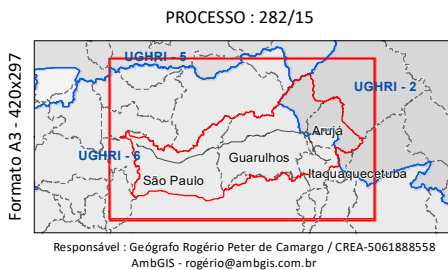 PROCESSO : 282/15
Formato A3 - 420x297
UGHRI - 5
UGHRI - 2
Arujá
UGHRI - 6
Guarulhos
Itaquaquecetuba
São Paulo
Responsável : Geógrafo Rogério Peter de Camargo / CREA-5061888558
AmbGIS - rogério@ambgis.com.br